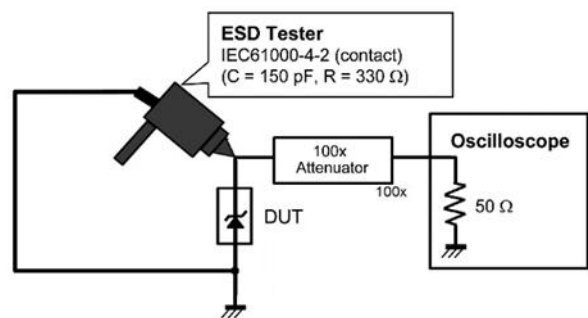 ESD Tester
IEC61000-4-2 (contact)
(C = 150 pF, R = 330 Ω)
Oscilloscope
100x
Attenuator
100x
50 Ω
DUT